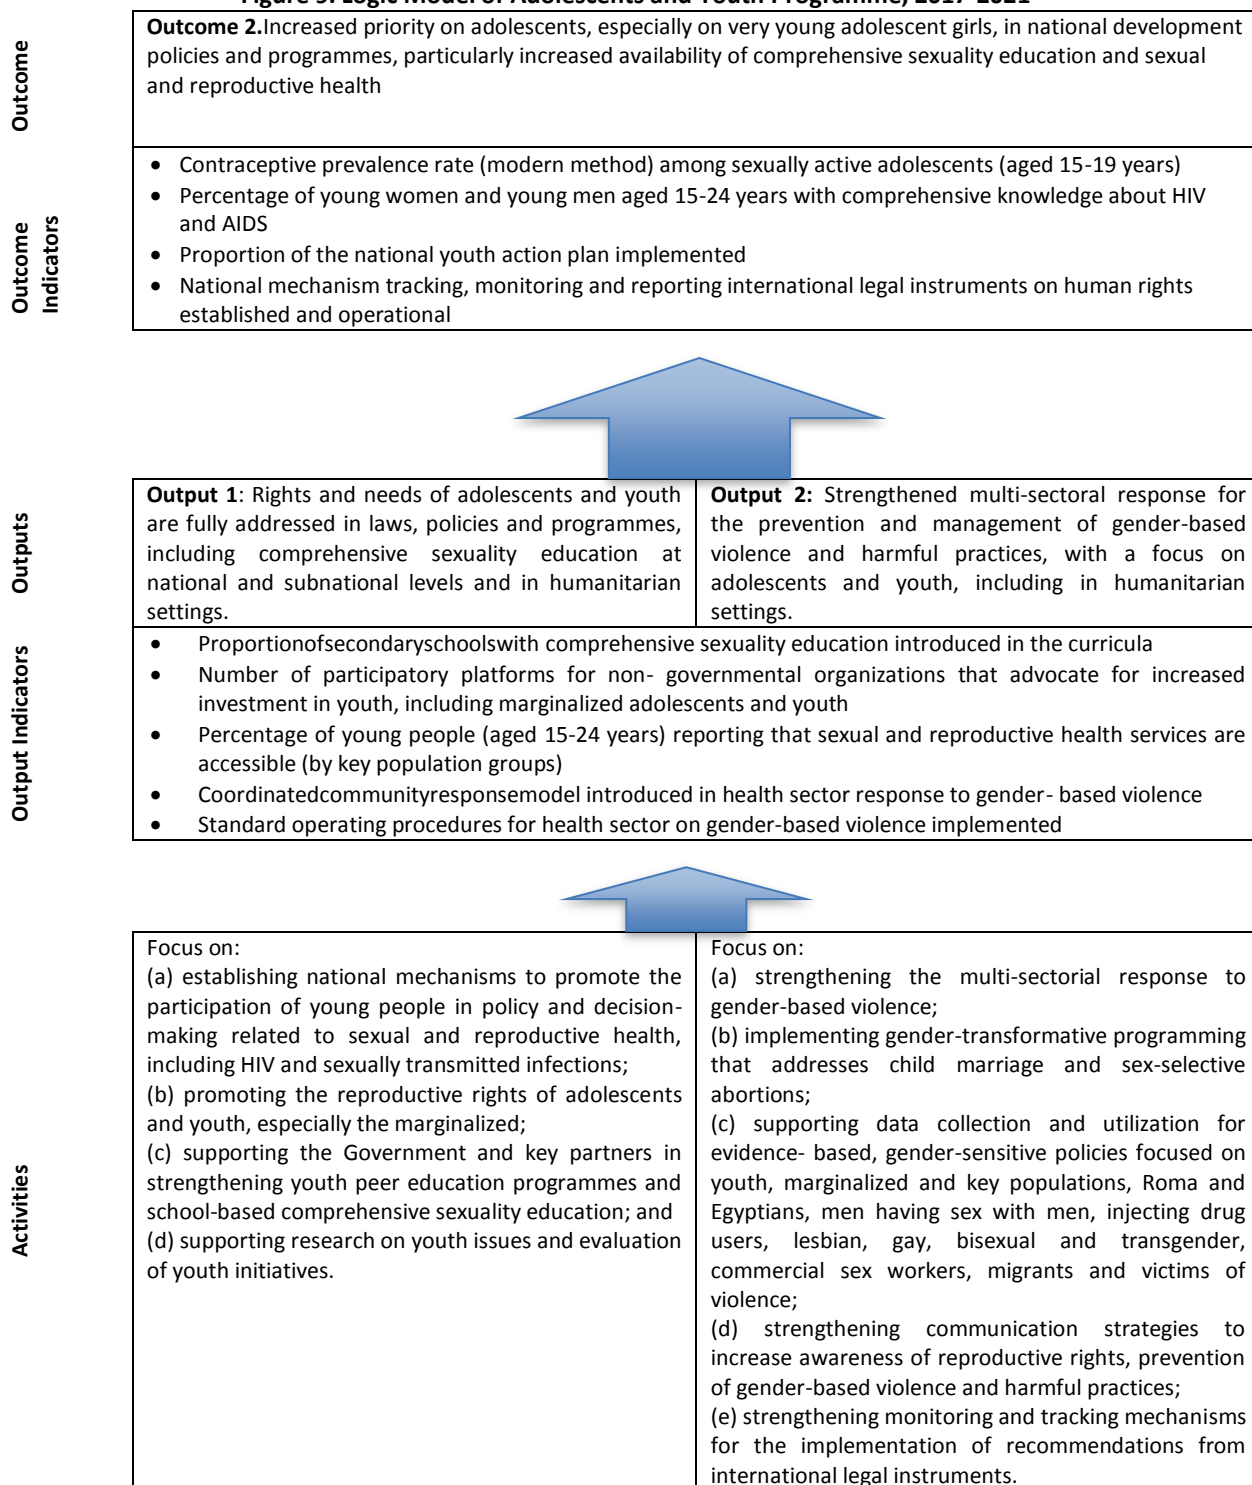 Figure 5: Logic Model of Adolescents and Youth Programme, 2017-2021
Outcome
Outcome 2.Increased priority on adolescents, especially on very young adolescent girls, in national development
policies and programmes, particularly increased availability of comprehensive sexuality education and sexual
and reproductive health
Outcome
Indicators
• Contraceptive prevalence rate (modern method) among sexually active adolescents (aged 15-19 years)
• Percentage of young women and young men aged 15-24 years with comprehensive knowledge about HIV
and AIDS
• Proportion of the national youth action plan implemented
• National mechanism tracking, monitoring and reporting international legal instruments on human rights
established and operational
Outputs
Output 1: Rights and needs of adolescents and youth
are fully addressed in laws, policies and programmes,
including comprehensive sexuality education at
national and subnational levels and in humanitarian
settings.
Output 2: Strengthened multi-sectoral response for
the prevention and management of gender-based
violence and harmful practices, with a focus on
adolescents and youth, including in humanitarian
settings.
Output Indicators
• Proportionofsecondaryschoolswith comprehensive sexuality education introduced in the curricula
• Number of participatory platforms for non- governmental organizations that advocate for increased
investment in youth, including marginalized adolescents and youth
• Percentage of young people (aged 15-24 years) reporting that sexual and reproductive health services are
accessible (by key population groups)
• Coordinatedcommunityresponsemodel introduced in health sector response to gender- based violence
• Standard operating procedures for health sector on gender-based violence implemented
Activities
Focus on:
(a) establishing national mechanisms to promote the
participation of young people in policy and decision-
making related to sexual and reproductive health,
including HIV and sexually transmitted infections;
(b) promoting the reproductive rights of adolescents
and youth, especially the marginalized;
(c) supporting the Government and key partners in
strengthening youth peer education programmes and
school-based comprehensive sexuality education; and
(d) supporting research on youth issues and evaluation
of youth initiatives.
Focus on:
(a) strengthening the multi-sectorial response to
gender-based violence;
(b) implementing gender-transformative programming
that addresses child marriage and sex-selective
abortions;
(c) supporting data collection and utilization for
evidence- based, gender-sensitive policies focused on
youth, marginalized and key populations, Roma and
Egyptians, men having sex with men, injecting drug
users, lesbian, gay, bisexual and transgender,
commercial sex workers, migrants and victims of
violence;
(d) strengthening communication strategies to
increase awareness of reproductive rights, prevention
of gender-based violence and harmful practices;
(e) strengthening monitoring and tracking mechanisms
for the implementation of recommendations from
international legal instruments.